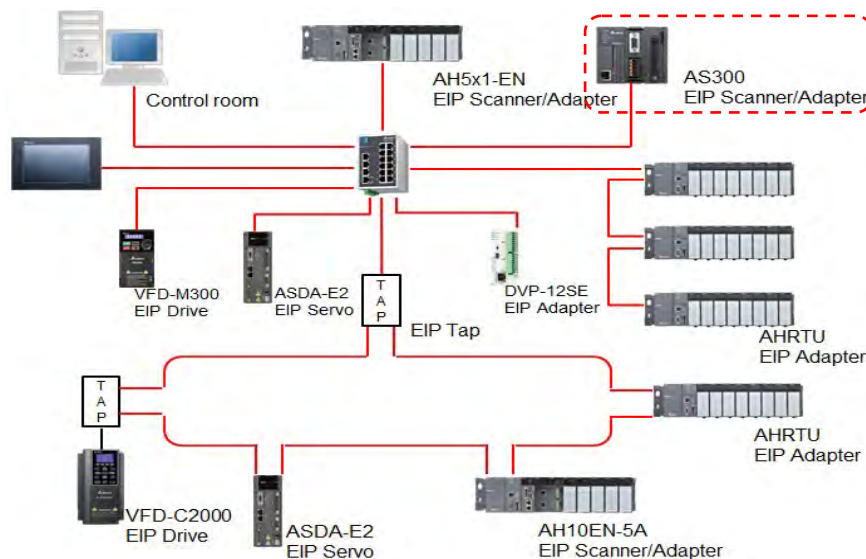 Control room
AH5x1-EN
EIP Scanner/Adapter
AS300
EIP Scanner/Adapter
VFD-M300
EIP Drive
ASDA-E2
EIP Servo
T
A
P
EIP Tap
DVP-12SE
EIP Adapter
AHRTU
EIP Adapter
T
A
P
VFD-C2000
EIP Drive
ASDA-E2
EIP Servo
AH10EN-5A
EIP Scanner/Adapter
AHRTU
EIP Adapter